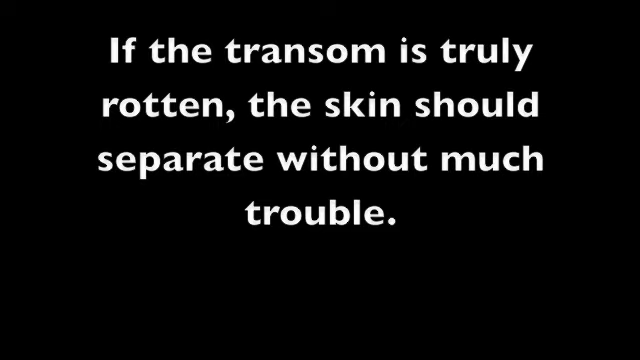 If the transom is truly
rotten, the skin should
separate without much
trouble.